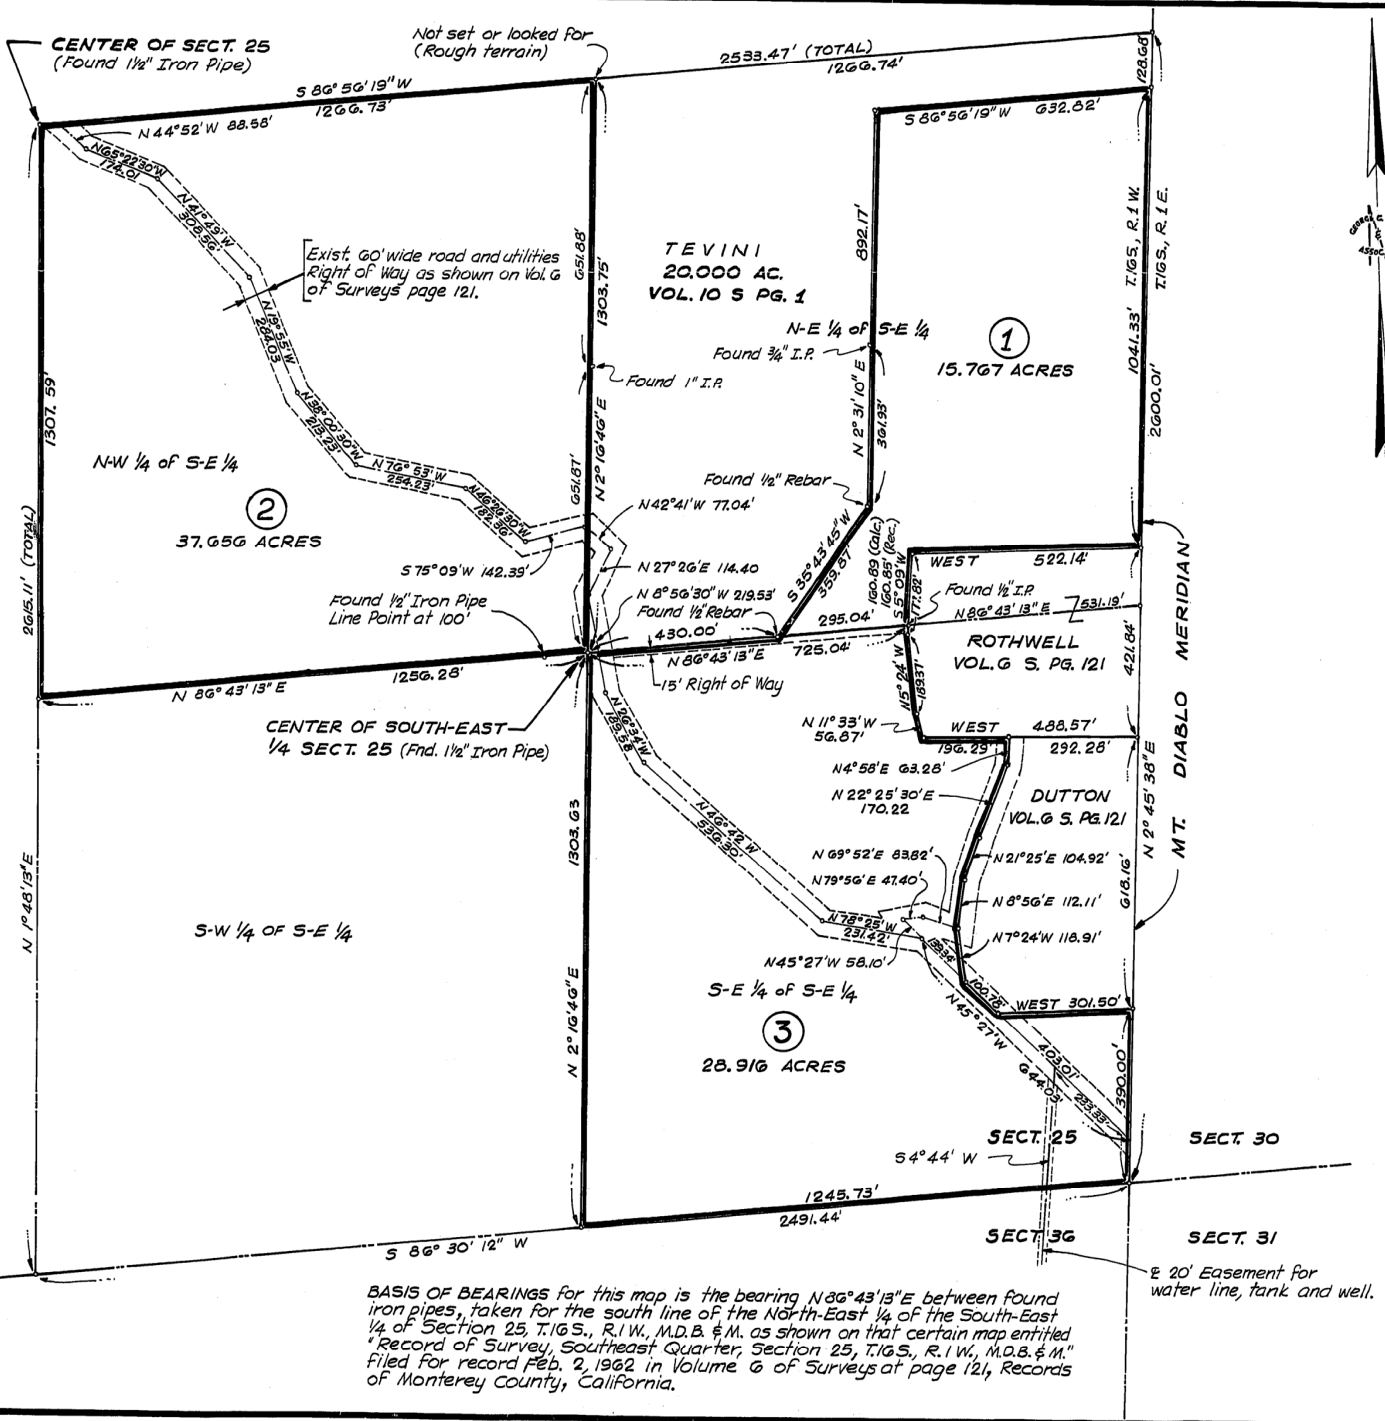 CENTER OF SECT. 25
(Found 1½" Iron Pipe)
Not set or looked for
(Rough terrain)
2533.47' (TOTAL)
1266.74'
128.68'
S 86° 56' 19" W
1266.73'
S 86° 56' 19" W 632.82'
N 44° 52' W 88.58'
N 65° 22' 30" W
174.01
N 41° 49' W
308.56'
Exist. 60' wide road and utilities
Right of Way as shown on Vol. 6
of Surveys page 121.
N 19° 55' W
284.03
N 38° 00' 30" W
213.23'
N 76° 53' W
254.23'
N 46° 26' 30" W
182.36'
S 75° 09' W 142.39'
651.88'
1303.75'
Found 1" I.P.
651.87'
N 2° 16' 46" E
TEVINI
20.000 AC.
VOL. 10 S PG. 1
N-E ¼ of S-E ¼
Found ¾" I.P.
892.17'
N 2° 31' 10" E
361.93'
1
15.767 ACRES
1041.33'
T.16S., R.1W.
T.16S., R.1E.
2600.01'
1307.59'
2615.11' (TOTAL)
N-W ¼ of S-E ¼
2
37.656 ACRES
Found ½" Rebar
N 42° 41' W 77.04'
N 27° 26' E 114.40
N 8° 56' 30" W 219.53'
Found ½" Rebar
S 35° 43' 45" W
359.87'
160.89 (Calc.)
160.85' (Rec.)
S 5° 09' W
177.82'
WEST 522.14'
Found ½" I.P.
N 86° 43' 13" E 531.19'
Found ½" Iron Pipe
Line Point at 100'
430.00'
295.04'
N 86° 43' 13" E 725.04'
15' Right of Way
N 86° 43' 13" E 1256.28'
CENTER OF SOUTH-EAST
¼ SECT. 25 (Fnd. 1½" Iron Pipe)
ROTHWELL
VOL. 6 S. PG. 121
421.84'
N 11° 33' W
56.87'
WEST 488.57'
196.29'
292.28'
N 4° 58' E 63.28'
N 22° 25' 30" E
170.22
DUTTON
VOL. 6 S. PG. 121
MT. DIABLO MERIDIAN
N 2° 45' 38" E
N 26° 34' W
189.58
N 46° 42' W
536.30'
1303.63
N 69° 52' E 83.82'
N 79° 56' E 47.40'
N 21° 25' E 104.92'
N 8° 56' E 112.11'
N 7° 24' W 118.91'
618.16'
N 78° 25' W
231.42'
N 45° 27' W 58.10'
N 1° 48' 13" E
S-W ¼ OF S-E ¼
N 2° 16' 46" E
S-E ¼ of S-E ¼
3
28.916 ACRES
100.78'
WEST 301.50'
N 45° 27' W
644.03'
403.01'
233.33'
390.00'
SECT. 25
SECT. 30
S 4° 44' W
1245.73'
2491.44'
S 86° 30' 12" W
SECT. 36
SECT. 31
℄ 20' Easement for
water line, tank and well.
BASIS OF BEARINGS for this map is the bearing N 86° 43' 13" E between found
iron pipes, taken for the south line of the North-East ¼ of the South-East
¼ of Section 25, T.16S., R.1W., M.D.B. & M. as shown on that certain map entitled
"Record of Survey, Southeast Quarter, Section 25, T.16S., R.1W., M.D.B. & M."
filed for record Feb. 2, 1962 in Volume 6 of Surveys at page 121, Records
of Monterey County, California.